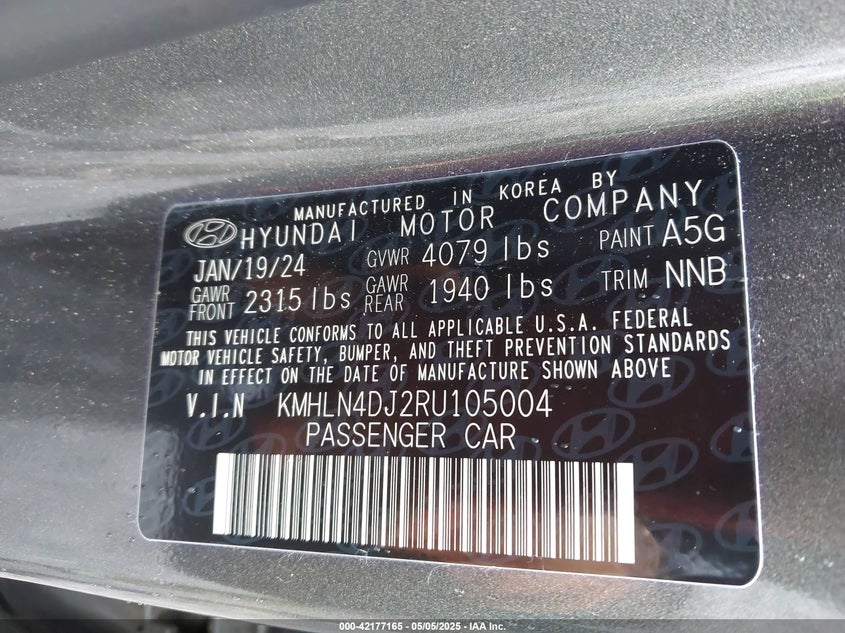 MANUFACTURED IN KOREA BY
HYUNDAI MOTOR COMPANY
JAN/19/24 GVWR 4079 lbs PAINT A5G
GAWR FRONT 2315 lbs GAWR REAR 1940 lbs TRIM NNB
THIS VEHICLE CONFORMS TO ALL APPLICABLE U.S.A. FEDERAL
MOTOR VEHICLE SAFETY, BUMPER, AND THEFT PREVENTION STANDARDS
IN EFFECT ON THE DATE OF MANUFACTURE SHOWN ABOVE
V.I.N KMHLN4DJ2RU105004
PASSENGER CAR
000-42177165 - 05/05/2025 - IAA Inc.